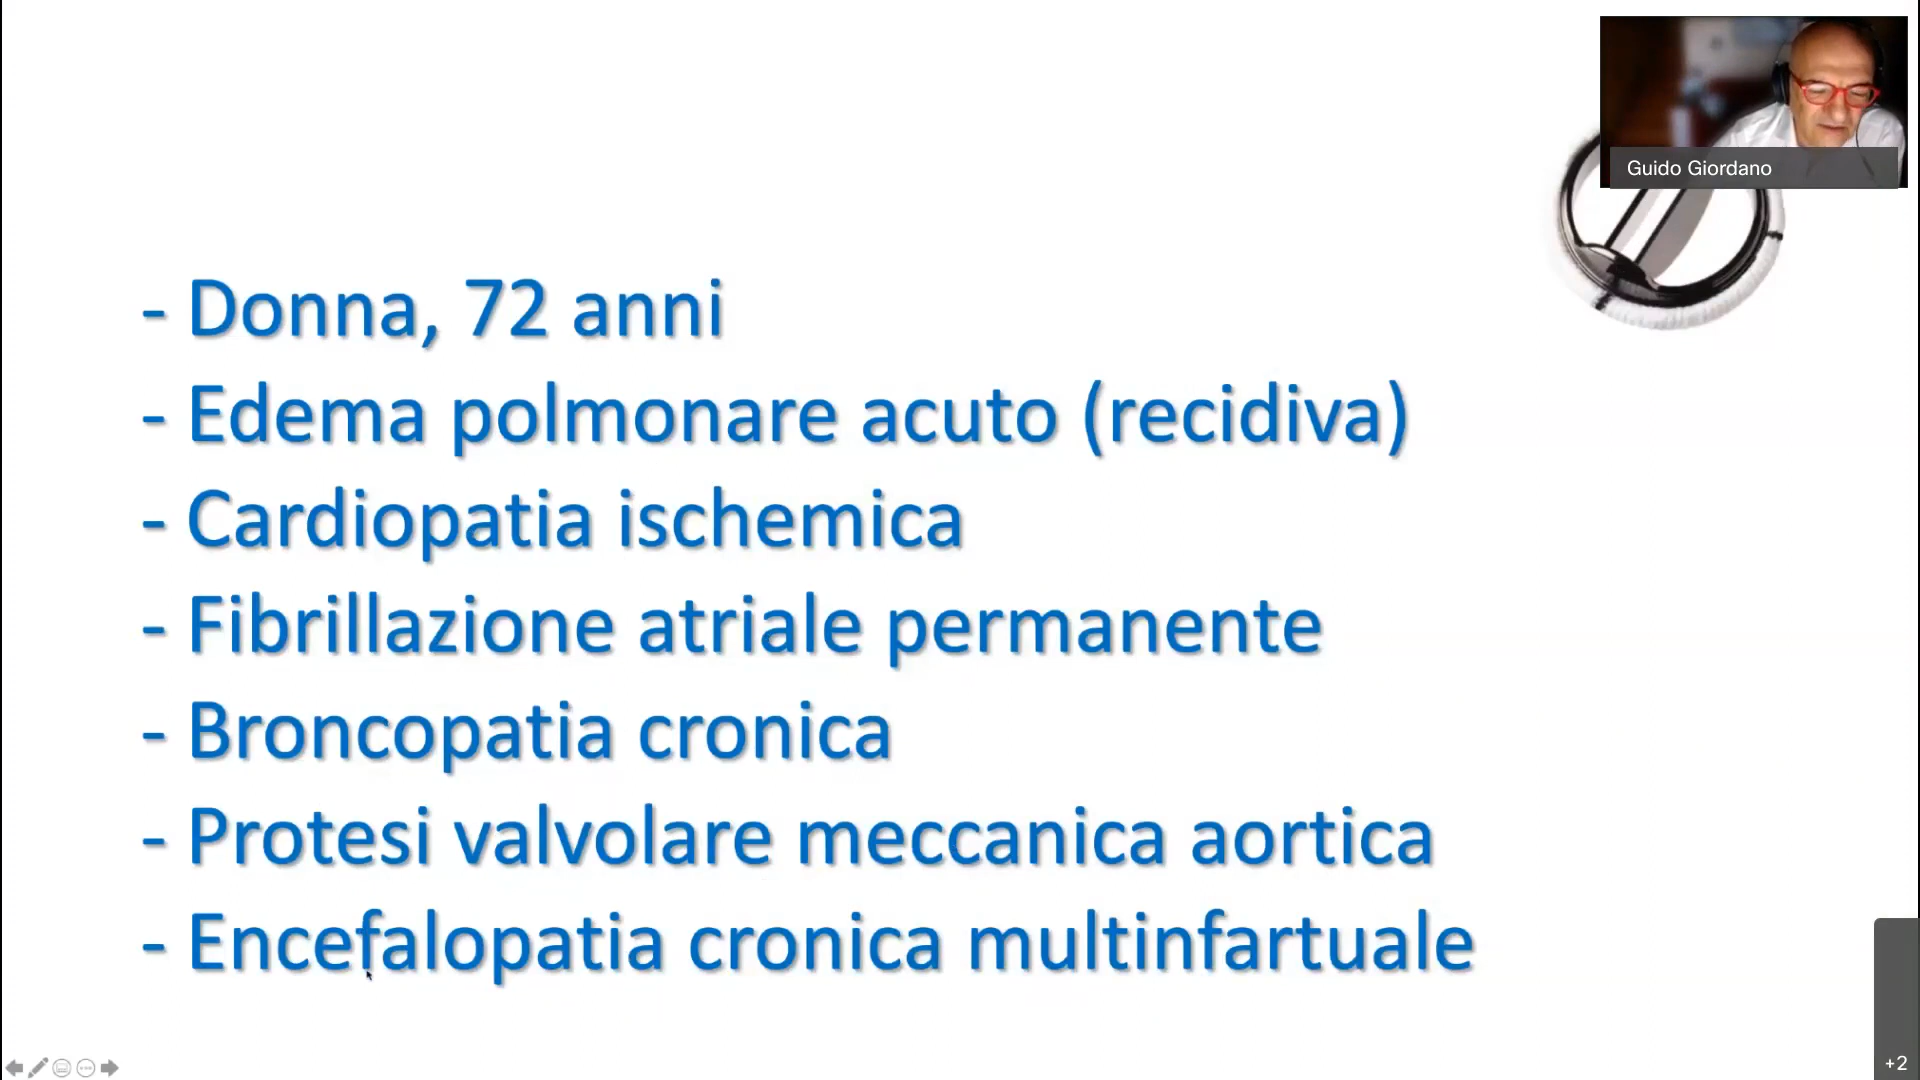 Guido Giordano
- Donna, 72 anni
- Edema polmonare acuto (recidiva)
- Cardiopatia ischemica
- Fibrillazione atriale permanente
- Broncopatia cronica
- Protesi valvolare meccanica aortica
- Encefalopatia cronica multinfartuale
+2